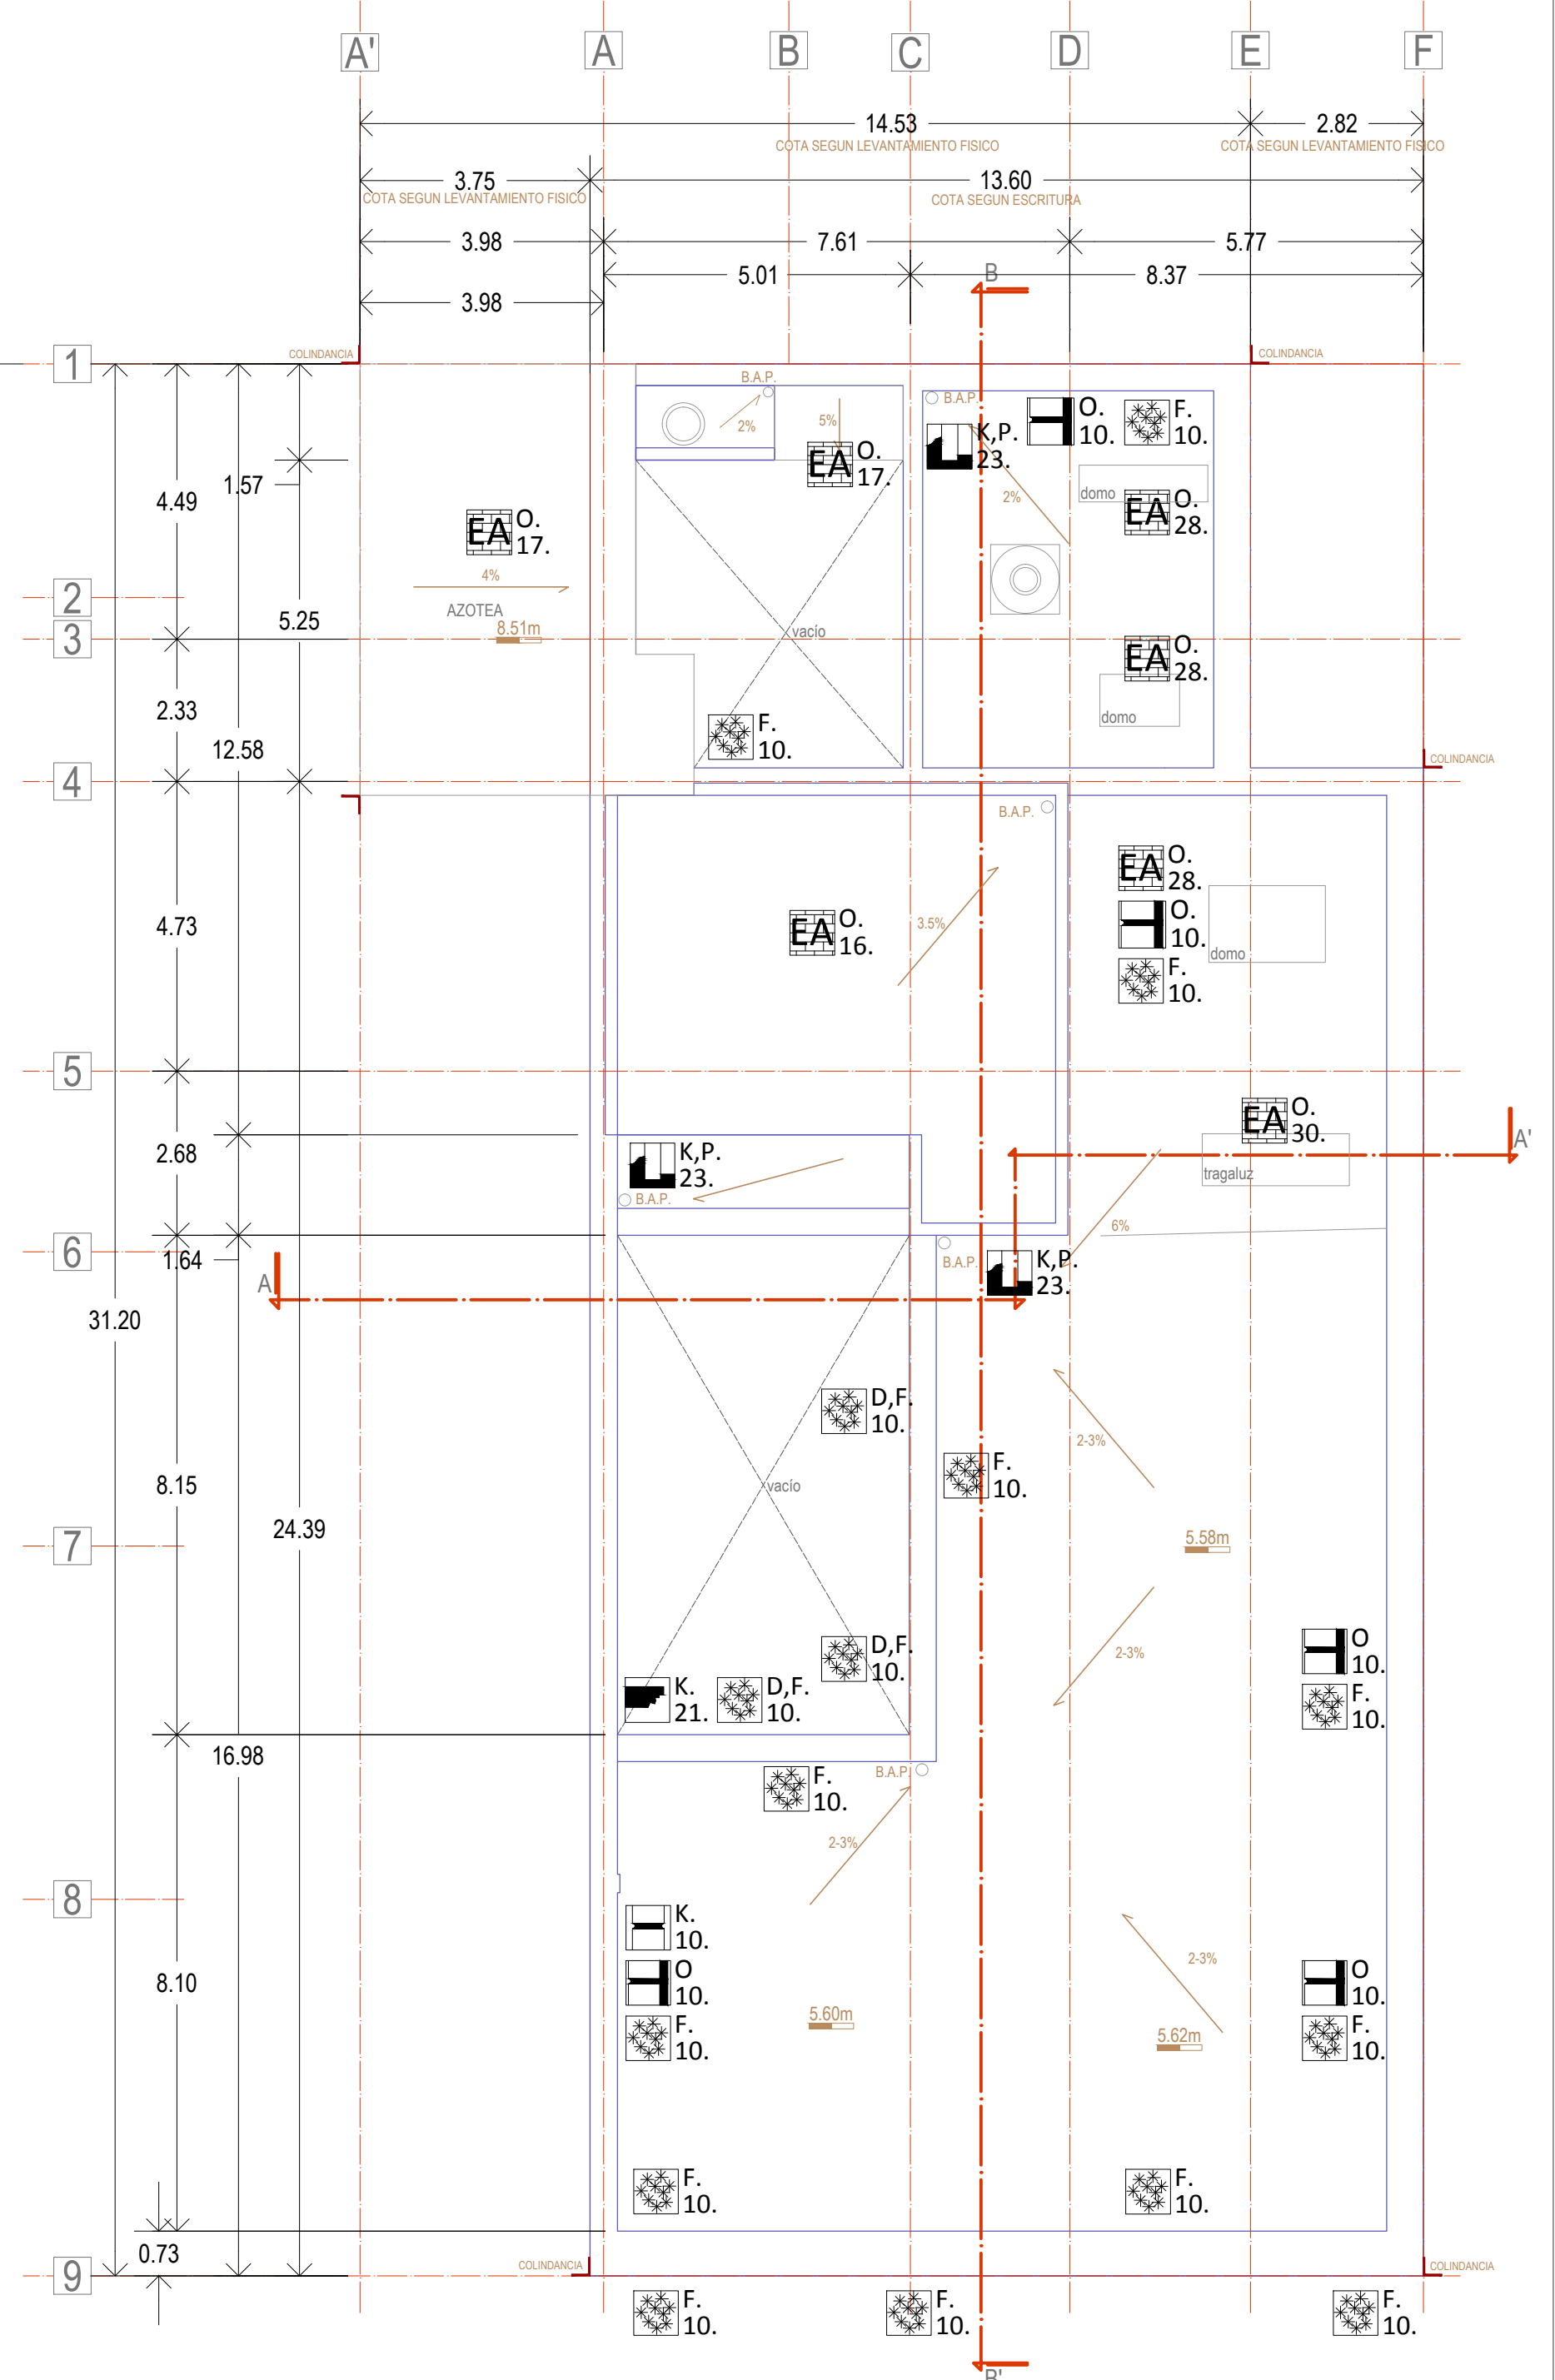 A'
A
B
C
D
E
F
14.53
2.82
COTA SEGUN LEVANTAMIENTO FISICO
COTA SEGUN LEVANTAMIENTO FISICO
3.75
13.60
COTA SEGUN LEVANTAMIENTO FISICO
COTA SEGUN ESCRITURA
3.98
7.61
5.77
5.01
B
8.37
3.98
COLINDANCIA
COLINDANCIA
1
B.A.P.
B.A.P.
2%
5%
O.
10.
F.
10.
EA
O.
17.
K,P.
23.
1.57
4.49
2%
domo
EA
O.
28.
EA
O.
17.
4%
AZOTEA
8.51m
2
3
5.25
vacío
EA
O.
28.
domo
2.33
12.58
F.
10.
COLINDANCIA
4
B.A.P.
EA
O.
28.
O.
10.
domo
F.
10.
EA
O.
16.
3.5%
4.73
5
EA
O.
30.
A'
tragaluz
2.68
K,P.
23.
B.A.P.
6%
6
1.64
A
B.A.P.
K,P.
23.
31.20
D,F.
10.
2-3%
F.
10.
8.15
vacío
24.39
7
5.58m
D,F.
10.
2-3%
O
10.
K.
21.
D,F.
10.
F.
10.
16.98
F.
10.
B.A.P.
2-3%
8
K.
10.
O
10.
F.
10.
8.10
2-3%
O
10.
F.
10.
5.60m
5.62m
F.
10.
F.
10.
0.73
9
COLINDANCIA
COLINDANCIA
F.
10.
F.
10.
F.
10.
B'